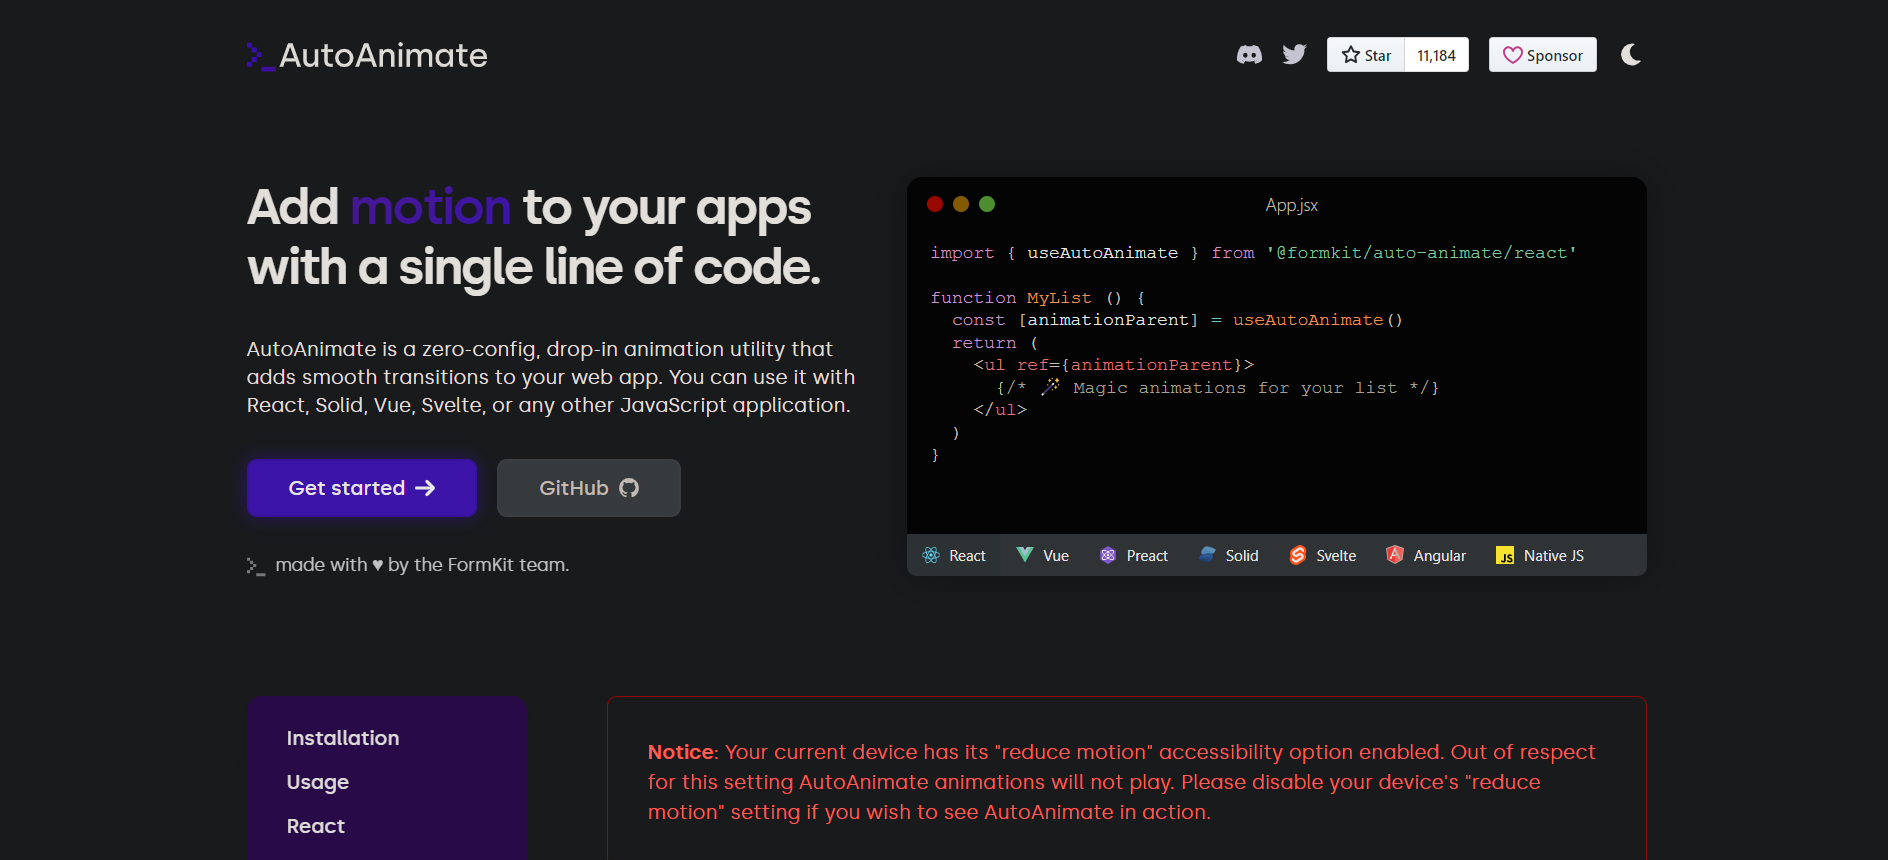 AutoAnimate
Star 11,184
Sponsor
Add motion to your apps
with a single line of code.
AutoAnimate is a zero-config, drop-in animation utility that
adds smooth transitions to your web app. You can use it with
React, Solid, Vue, Svelte, or any other JavaScript application.
Get started
GitHub
made with ♥ by the FormKit team.
App.jsx
import { useAutoAnimate } from '@formkit/auto-animate/react'
function MyList () {
  const [animationParent] = useAutoAnimate()
  return (
    <ul ref={animationParent}>
      {/* 🪄 Magic animations for your list */}
    </ul>
  )
}
React Vue Preact Solid Svelte Angular JS Native JS
Installation
Usage
React
Notice: Your current device has its "reduce motion" accessibility option enabled. Out of respect
for this setting AutoAnimate animations will not play. Please disable your device's "reduce
motion" setting if you wish to see AutoAnimate in action.